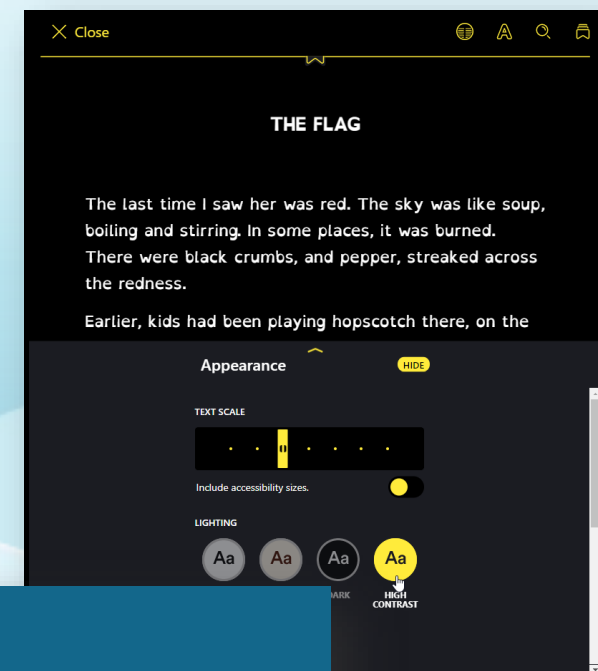 Close
THE FLAG
The last time I saw her was red. The sky was like soup,
boiling and stirring. In some places, it was burned.
There were black crumbs, and pepper, streaked across
the redness.
Earlier, kids had been playing hopscotch there, on the
Appearance
HIDE
TEXT SCALE
Include accessibility sizes.
LIGHTING
Aa Aa Aa Aa
HIGH
CONTRAST